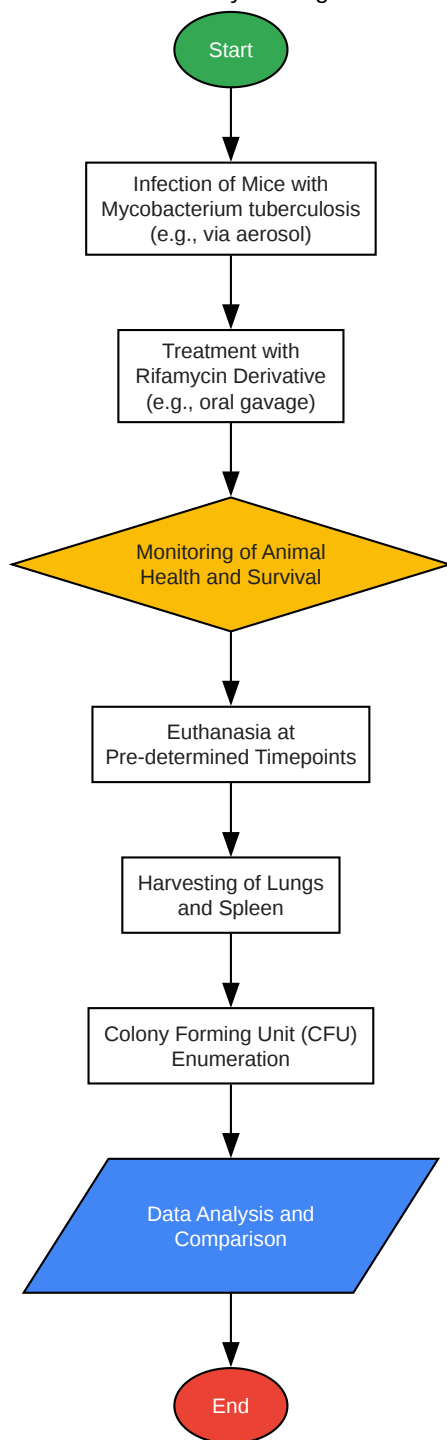 Start
Infection of Mice with
Mycobacterium tuberculosis
(e.g., via aerosol)
Treatment with
Rifamycin Derivative
(e.g., oral gavage)
Monitoring of Animal
Health and Survival
Euthanasia at
Pre-determined Timepoints
Harvesting of Lungs
and Spleen
Colony Forming Unit (CFU)
Enumeration
Data Analysis and
Comparison
End